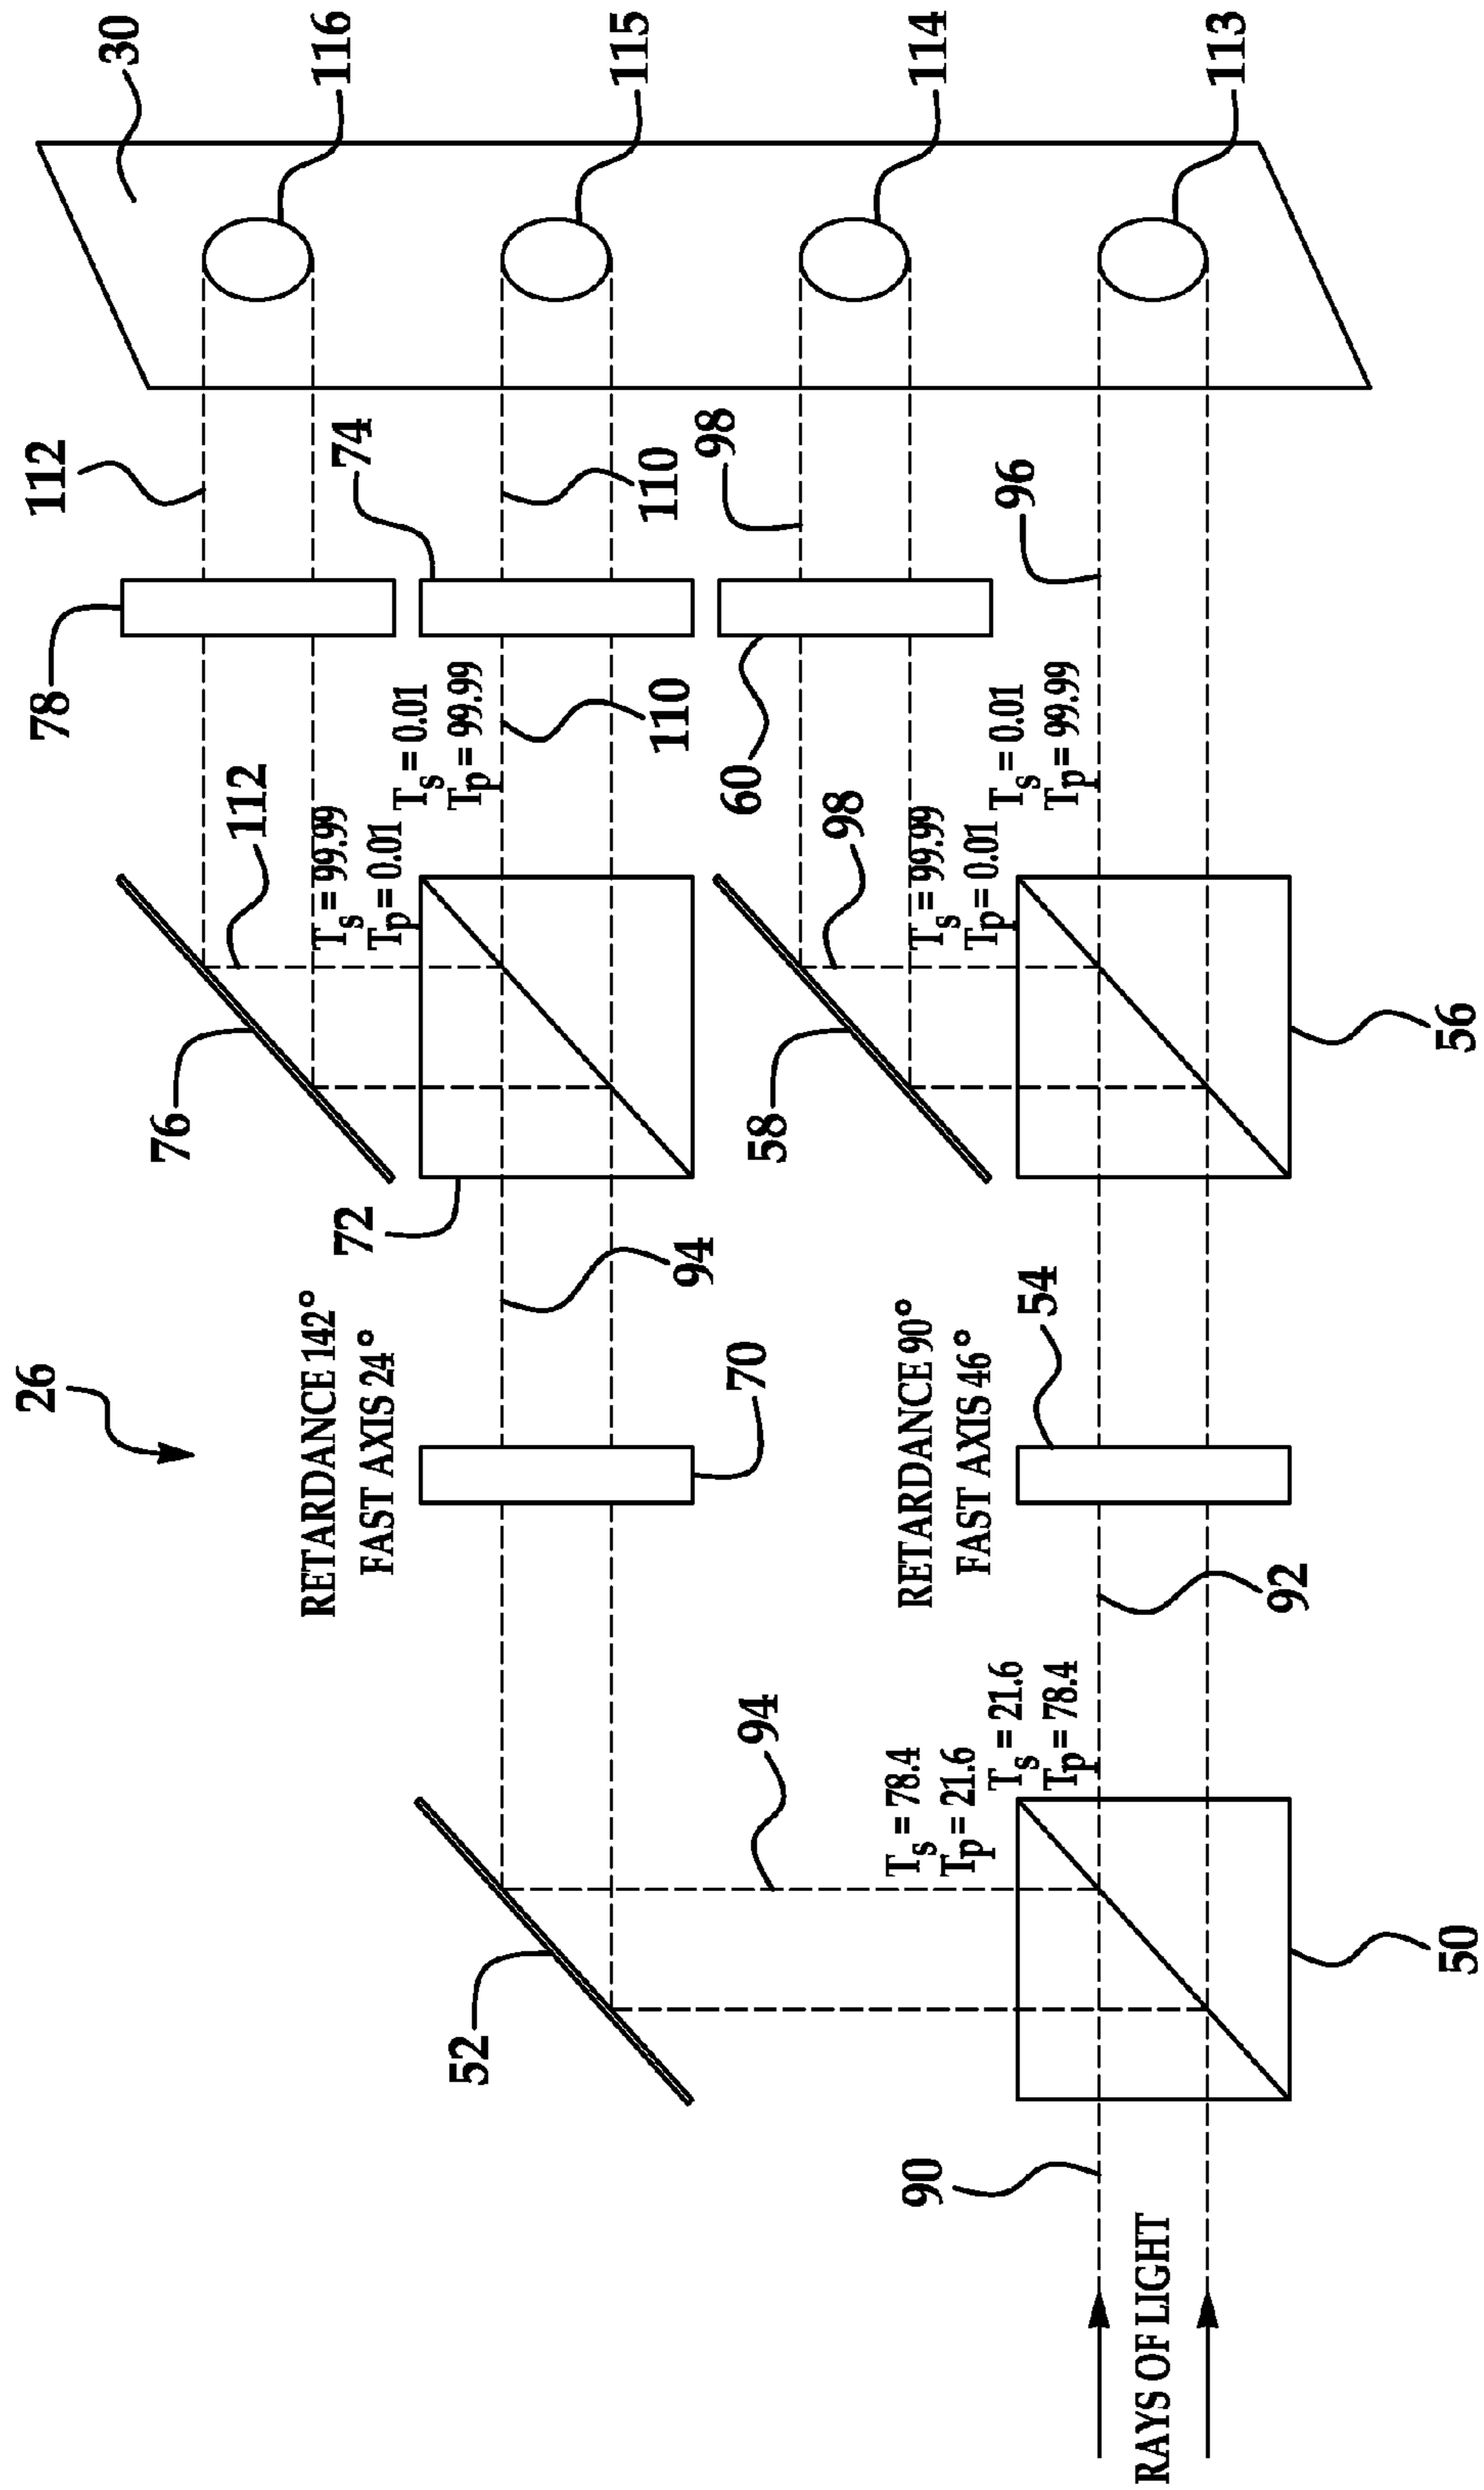 26
112
78
30
76
112
116
RETARDANCE 142°
FAST AXIS 24°
72
Ts = 99.99
Tp = 0.01
74
Ts = 0.01
Tp = 99.99
52
115
110
110
94
98
70
60
94
58
98
114
RETARDANCE 90°
FAST AXIS 46°
Ts = 78.4
Tp = 21.6
Ts = 99.99
Tp = 0.01
90
Ts = 21.6
Tp = 78.4
54
Ts = 0.01
Tp = 99.99
96
113
RAYS OF LIGHT
92
50
56